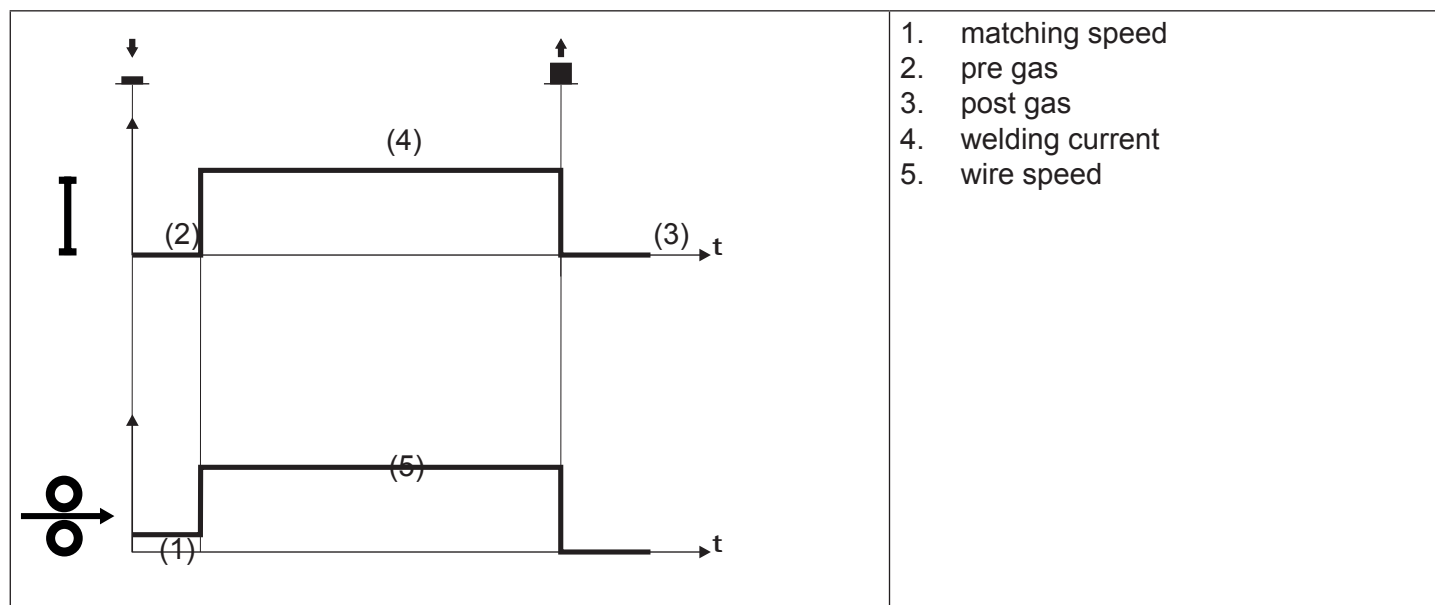 (4)
(2)
(3)
t
(5)
(1)
t
1. matching speed
2. pre gas
3. post gas
4. welding current
5. wire speed